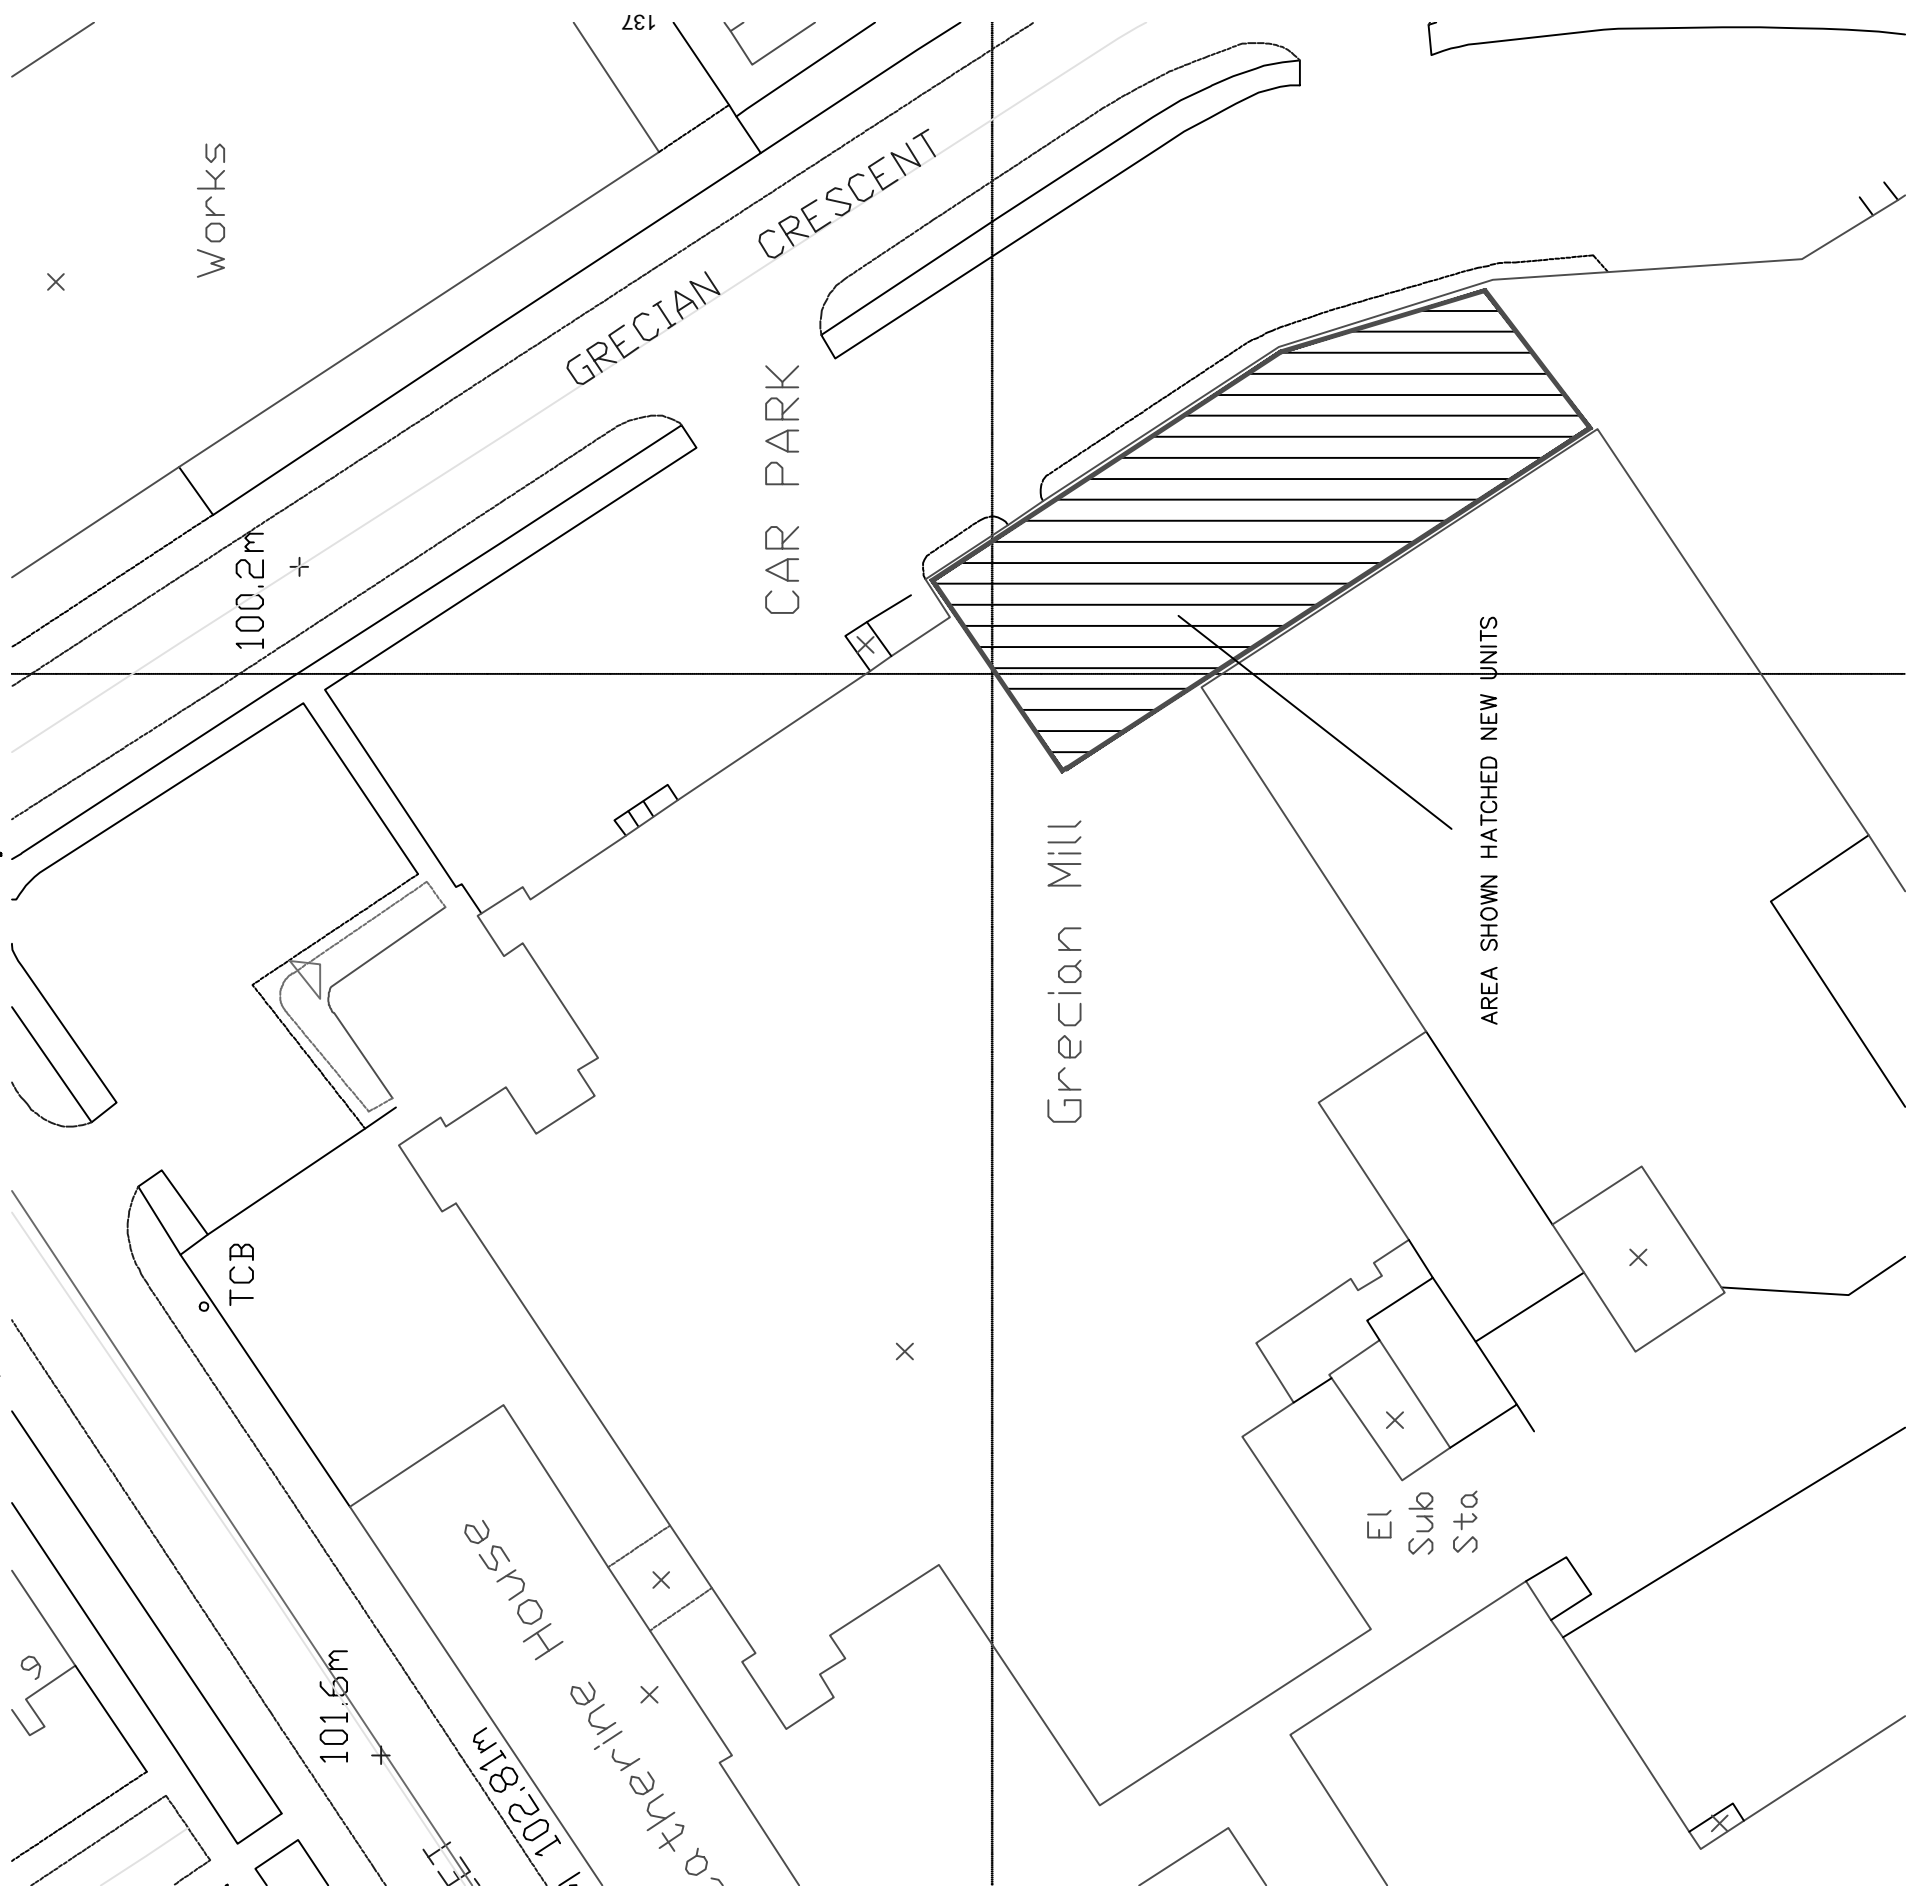 137
Works
GRECIAN CRESCENT
CAR PARK
100.2m
AREA SHOWN HATCHED NEW UNITS
Grecian Mill
TCB
El
Sub
Sta
House
9
101.6m
102.81m